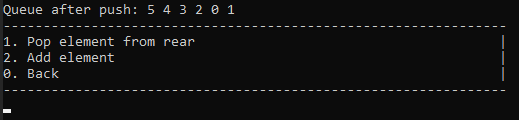 Queue after push: 5 4 3 2 0 1
---------------------------------------------------------------
1. Pop element from rear |
2. Add element |
0. Back |
---------------------------------------------------------------